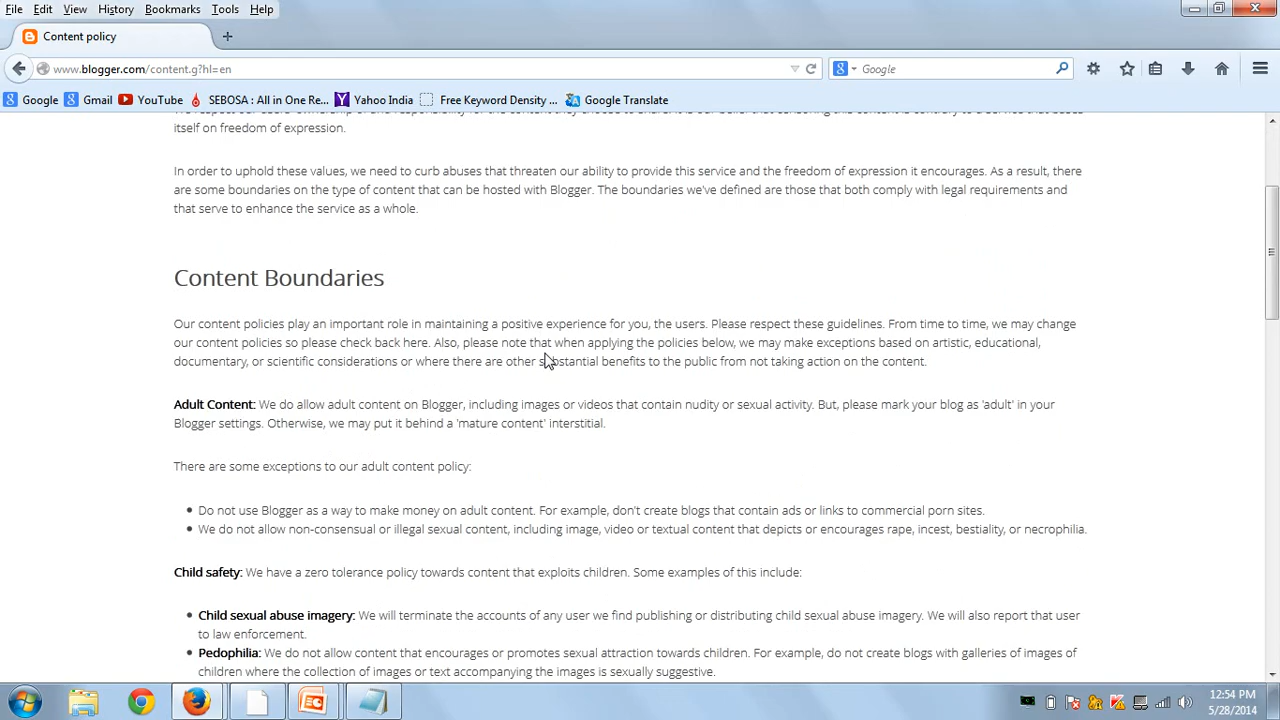 File Edit View History Bookmarks Tools Help
Content policy
www.blogger.com/content.g?hl=en
Google
Google Gmail YouTube SEBOSA : All in One Re... Yahoo India Free Keyword Density ... Google Translate
itself on freedom of expression.
In order to uphold these values, we need to curb abuses that threaten our ability to provide this service and the freedom of expression it encourages. As a result, there
are some boundaries on the type of content that can be hosted with Blogger. The boundaries we've defined are those that both comply with legal requirements and
that serve to enhance the service as a whole.
Content Boundaries
Our content policies play an important role in maintaining a positive experience for you, the users. Please respect these guidelines. From time to time, we may change
our content policies so please check back here. Also, please note that when applying the policies below, we may make exceptions based on artistic, educational,
documentary, or scientific considerations or where there are other substantial benefits to the public from not taking action on the content.
Adult Content: We do allow adult content on Blogger, including images or videos that contain nudity or sexual activity. But, please mark your blog as 'adult' in your
Blogger settings. Otherwise, we may put it behind a 'mature content' interstitial.
There are some exceptions to our adult content policy:
Do not use Blogger as a way to make money on adult content. For example, don't create blogs that contain ads or links to commercial porn sites.
We do not allow non-consensual or illegal sexual content, including image, video or textual content that depicts or encourages rape, incest, bestiality, or necrophilia.
Child safety: We have a zero tolerance policy towards content that exploits children. Some examples of this include:
Child sexual abuse imagery: We will terminate the accounts of any user we find publishing or distributing child sexual abuse imagery. We will also report that user
to law enforcement.
Pedophilia: We do not allow content that encourages or promotes sexual attraction towards children. For example, do not create blogs with galleries of images of
children where the collection of images or text accompanying the images is sexually suggestive.
12:54 PM
5/28/2014